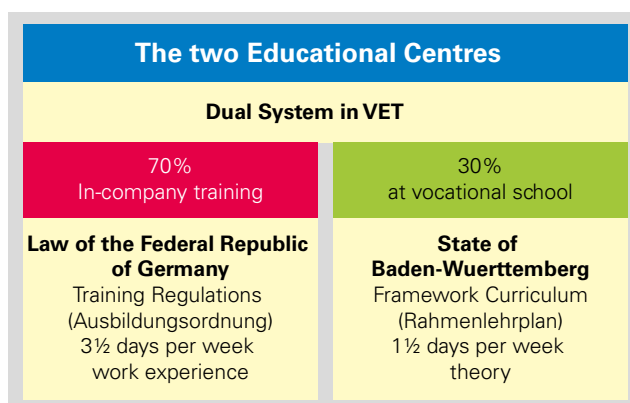 The two Educational Centres
Dual System in VET
70%
In-company training
30%
at vocational school
Law of the Federal Republic
of Germany
Training Regulations
(Ausbildungsordnung)
3½ days per week
work experience
State of
Baden-Wuerttemberg
Framework Curriculum
(Rahmenlehrplan)
1½ days per week
theory